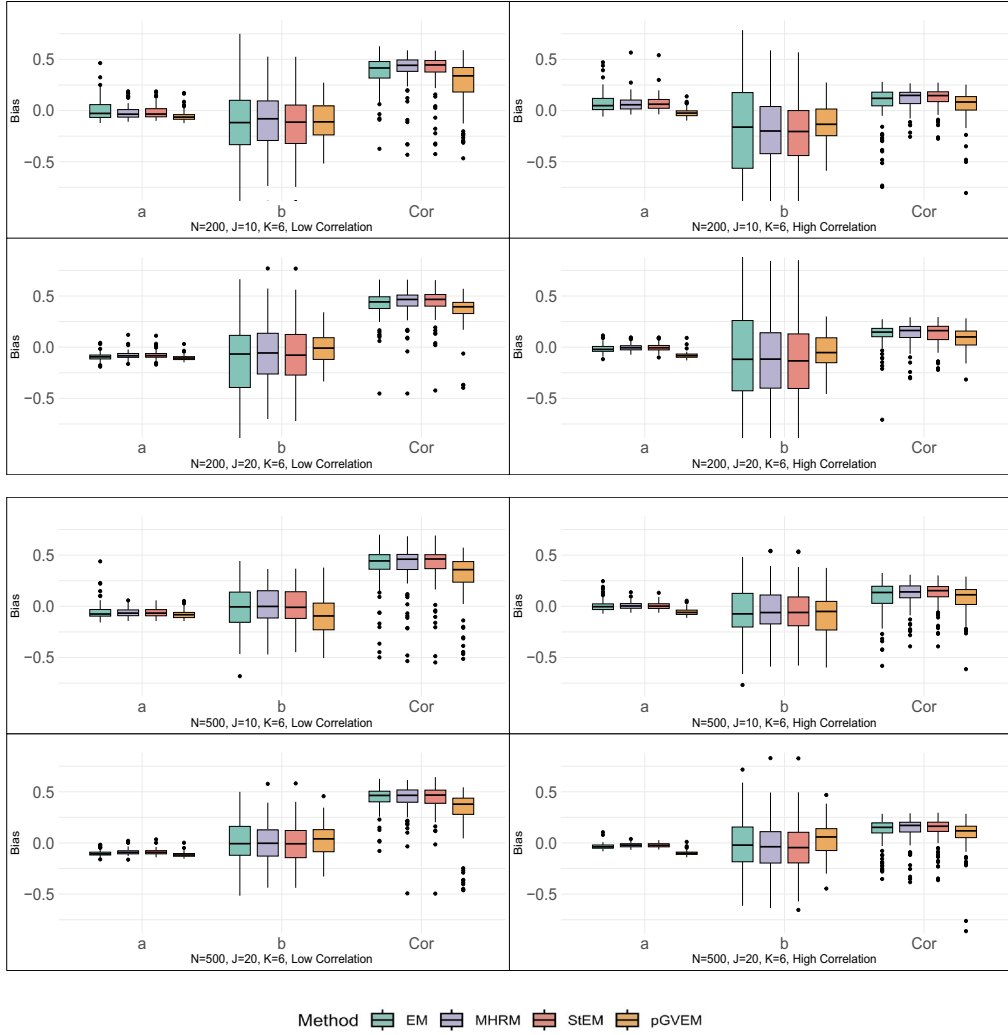 0.5
0.0
−0.5
Bias
a
b
Cor
N=200, J=10, K=6, Low Correlation
0.5
0.0
−0.5
Bias
a
b
Cor
N=200, J=10, K=6, High Correlation
0.5
0.0
−0.5
Bias
a
b
Cor
N=200, J=20, K=6, Low Correlation
0.5
0.0
−0.5
Bias
a
b
Cor
N=200, J=20, K=6, High Correlation
0.5
0.0
−0.5
Bias
a
b
Cor
N=500, J=10, K=6, Low Correlation
0.5
0.0
−0.5
Bias
a
b
Cor
N=500, J=10, K=6, High Correlation
0.5
0.0
−0.5
Bias
a
b
Cor
N=500, J=20, K=6, Low Correlation
0.5
0.0
−0.5
Bias
a
b
Cor
N=500, J=20, K=6, High Correlation
Method EM MHRM StEM pGVEM